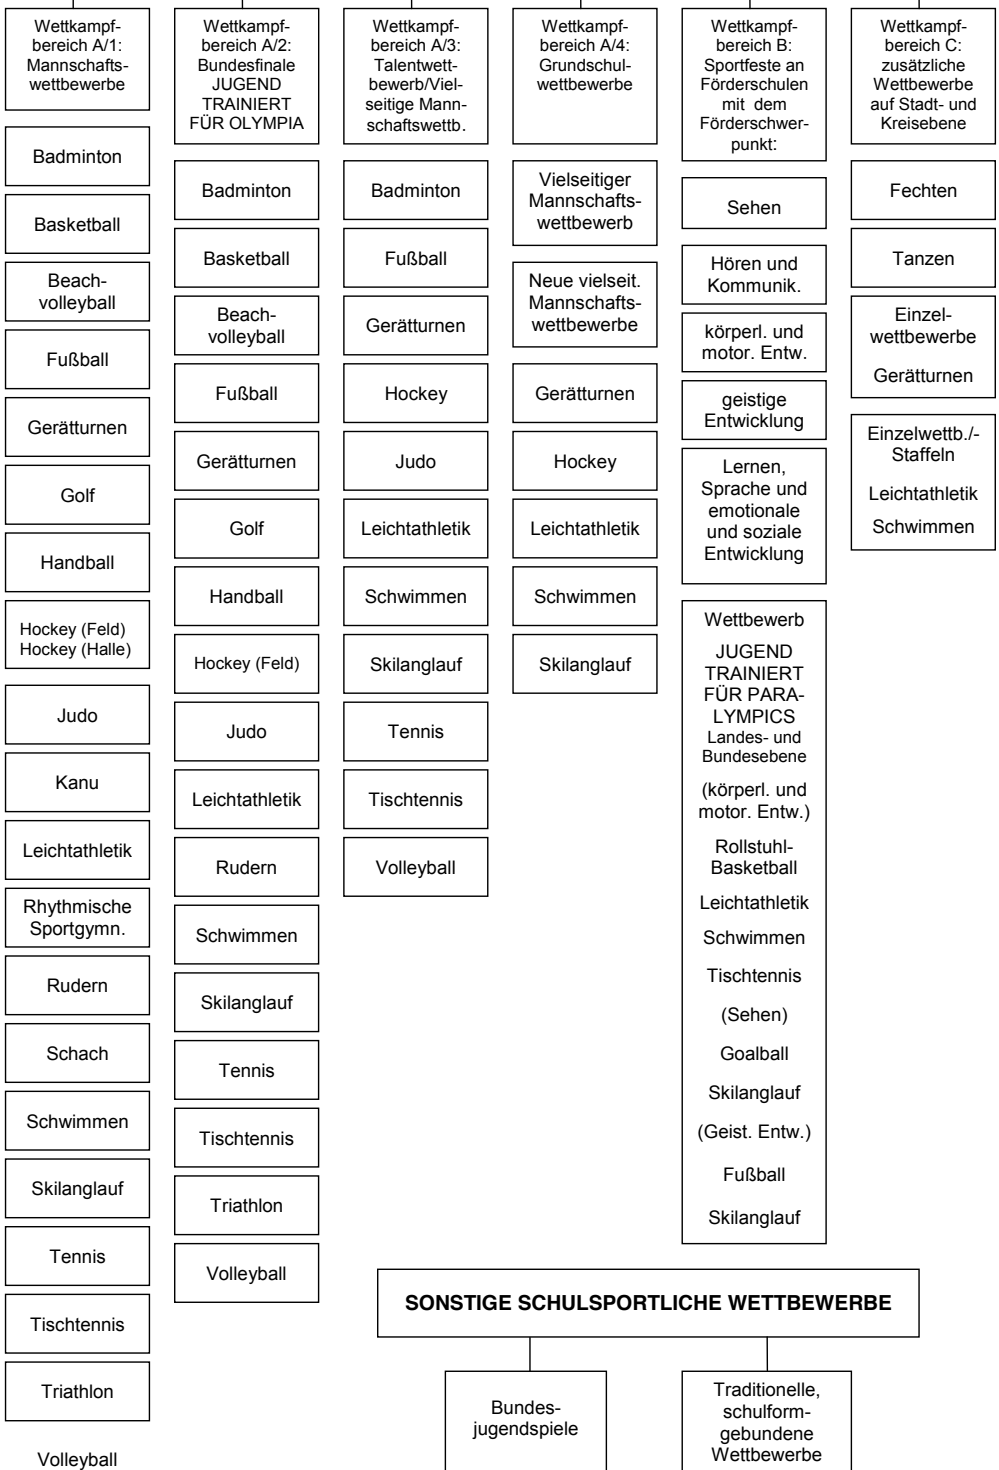 Wettkampf-
bereich A/1:
Mannschafts-
wettbewerbe
Badminton
Basketball
Beach-
volleyball
Fußball
Gerätturnen
Golf
Handball
Hockey (Feld)
Hockey (Halle)
Judo
Kanu
Leichtathletik
Rhythmische
Sportgymn.
Rudern
Schach
Schwimmen
Skilanglauf
Tennis
Tischtennis
Triathlon
Volleyball
Wettkampf-
bereich A/2:
Bundesfinale
JUGEND
TRAINIERT
FÜR OLYMPIA
Badminton
Basketball
Beach-
volleyball
Fußball
Gerätturnen
Golf
Handball
Hockey (Feld)
Judo
Leichtathletik
Rudern
Schwimmen
Skilanglauf
Tennis
Tischtennis
Triathlon
Volleyball
Wettkampf-
bereich A/3:
Talentwett-
bewerb/Viel-
seitige Mann-
schaftswettb.
Badminton
Fußball
Gerätturnen
Hockey
Judo
Leichtathletik
Schwimmen
Skilanglauf
Tennis
Tischtennis
Volleyball
Wettkampf-
bereich A/4:
Grundschul-
wettbewerbe
Vielseitiger
Mannschafts-
wettbewerb
Neue vielseit.
Mannschafts-
wettbewerbe
Gerätturnen
Hockey
Leichtathletik
Schwimmen
Skilanglauf
Wettkampf-
bereich B:
Sportfeste an
Förderschulen
mit dem
Förderschwer-
punkt:
Sehen
Hören und
Kommunik.
körperl. und
motor. Entw.
geistige
Entwicklung
Lernen,
Sprache und
emotionale
und soziale
Entwicklung
Wettbewerb
JUGEND
TRAINIERT
FÜR PARA-
LYMPICS
Landes- und
Bundesebene
(körperl. und
motor. Entw.)
Rollstuhl-
Basketball
Leichtathletik
Schwimmen
Tischtennis
(Sehen)
Goalball
Skilanglauf
(Geist. Entw.)
Fußball
Skilanglauf
Wettkampf-
bereich C:
zusätzliche
Wettbewerbe
auf Stadt- und
Kreisebene
Fechten
Tanzen
Einzel-
wettbewerbe
Gerätturnen
Einzelwettb./-
Staffeln
Leichtathletik
Schwimmen
SONSTIGE SCHULSPORTLICHE WETTBEWERBE
Bundes-
jugendspiele
Traditionelle,
schulform-
gebundene
Wettbewerbe